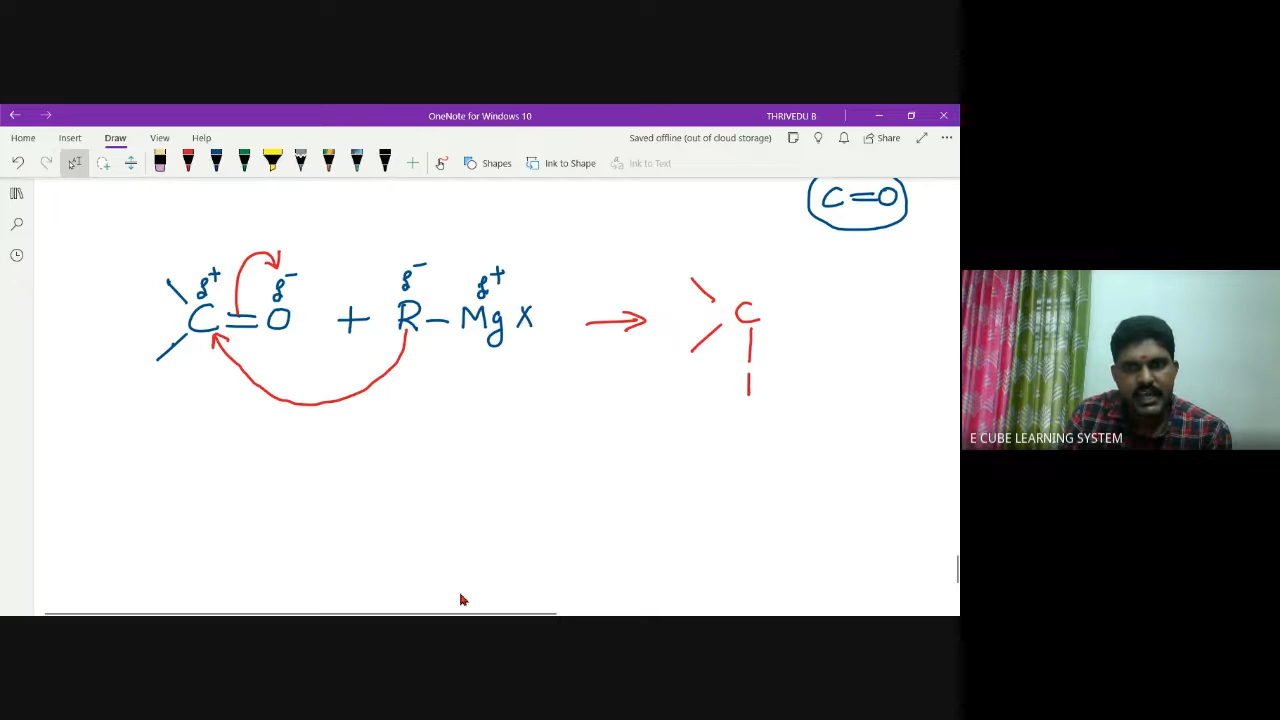 OneNote for Windows 10
THRIVEDU B
Home Insert Draw View Help
Saved offline (out of cloud storage)
Share
Shapes
Ink to Shape
Ink to Text
C=O
δ+ δ- δ- δ+
C=O + R-MgX → C
E CUBE LEARNING SYSTEM